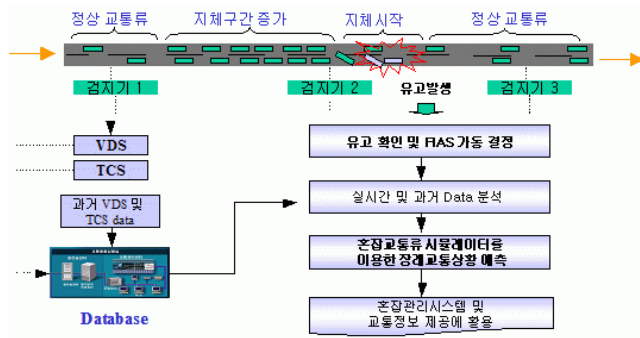 정상 교통류
지체구간 증가
지체 시작
정상 교통류
검지기 1
검지기 2
유고발생
검지기 3
VDS
TCS
과거 VDS 및
TCS data
Database
유고 확인 및 FIAS 가동 결정
실시간 및 과거 Data 분석
혼잡교통류 시뮬레이터를
이용한 장래교통상황 예측
혼잡관리시스템 및
교통정보 제공에 활용